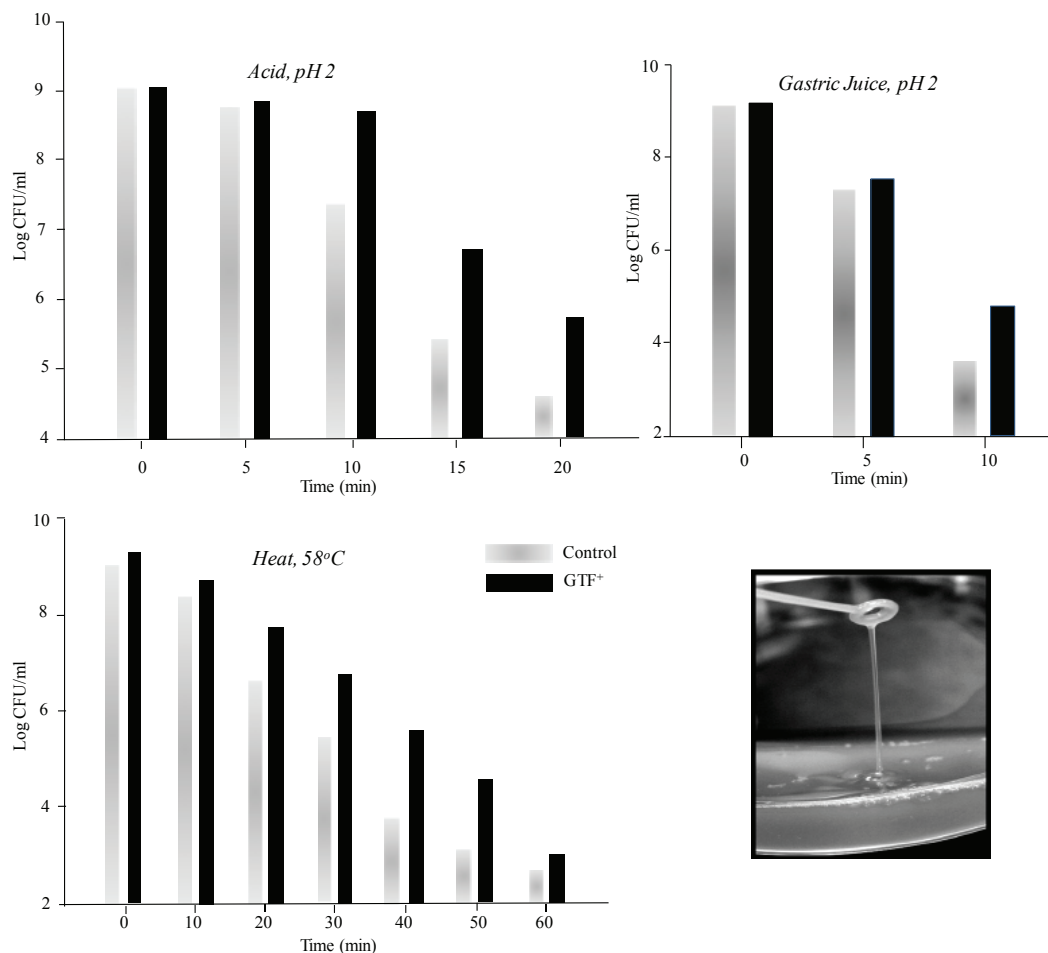 Acid, pH 2
Log CFU/ml
10
9
8
7
6
5
4
0 5 10 15 20
Time (min)
Gastric Juice, pH 2
Log CFU/ml
10
8
6
4
2
0 5 10
Time (min)
Heat, 58°C
Log CFU/ml
10
8
6
4
2
0 10 20 30 40 50 60
Time (min)
Control
GTF⁺